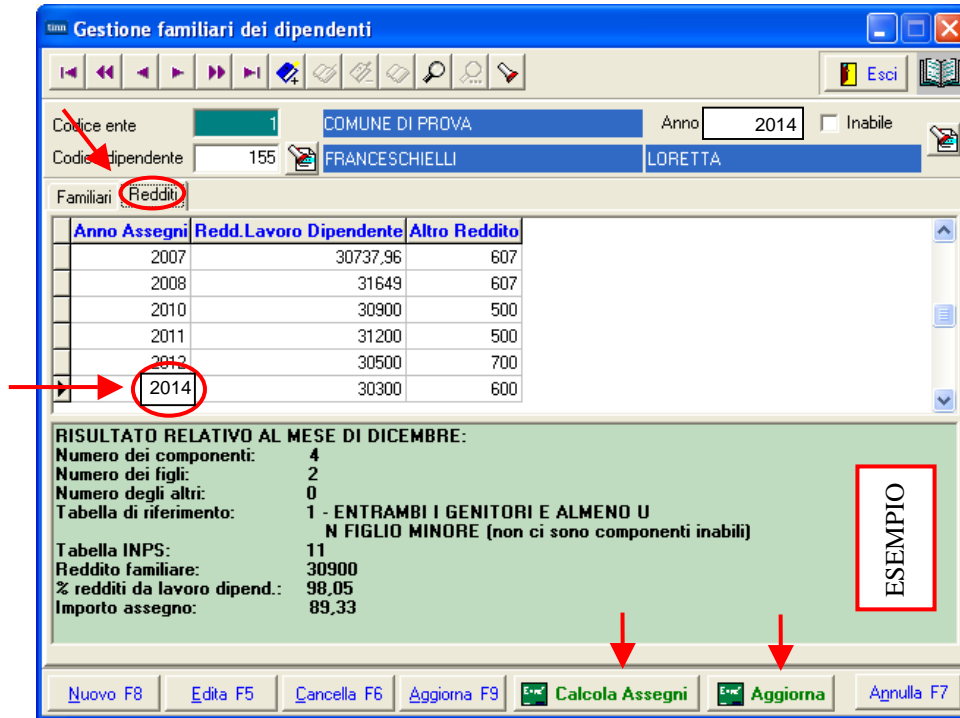 tinn Gestione familiari dei dipendenti
Esci
Codice ente 1 COMUNE DI PROVA Anno 2014 Inabile
Codice dipendente 155 FRANCESCHIELLI LORETTA
Familiari Redditi
Anno Assegni Redd.Lavoro Dipendente Altro Reddito
2007 30737,96 607
2008 31649 607
2010 30900 500
2011 31200 500
2012 30500 700
2014 30300 600
RISULTATO RELATIVO AL MESE DI DICEMBRE:
Numero dei componenti: 4
Numero dei figli: 2
Numero degli altri: 0
Tabella di riferimento: 1 - ENTRAMBI I GENITORI E ALMENO U
N FIGLIO MINORE (non ci sono componenti inabili)
Tabella INPS: 11
Reddito familiare: 30900
% redditi da lavoro dipend.: 98,05
Importo assegno: 89,33
ESEMPIO
Nuovo F8 Edita F5 Cancella F6 Aggiorna F9 Calcola Assegni Aggiorna Annulla F7